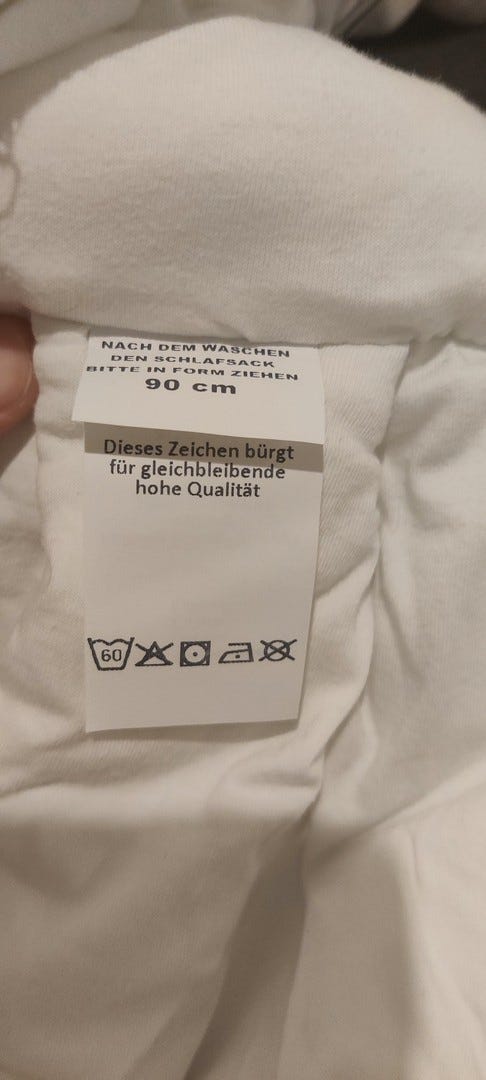 NACH DEM WASCHEN
DEN SCHLAFSACK
BITTE IN FORM ZIEHEN
90 cm
Dieses Zeichen bürgt
für gleichbleibende
hohe Qualität
60